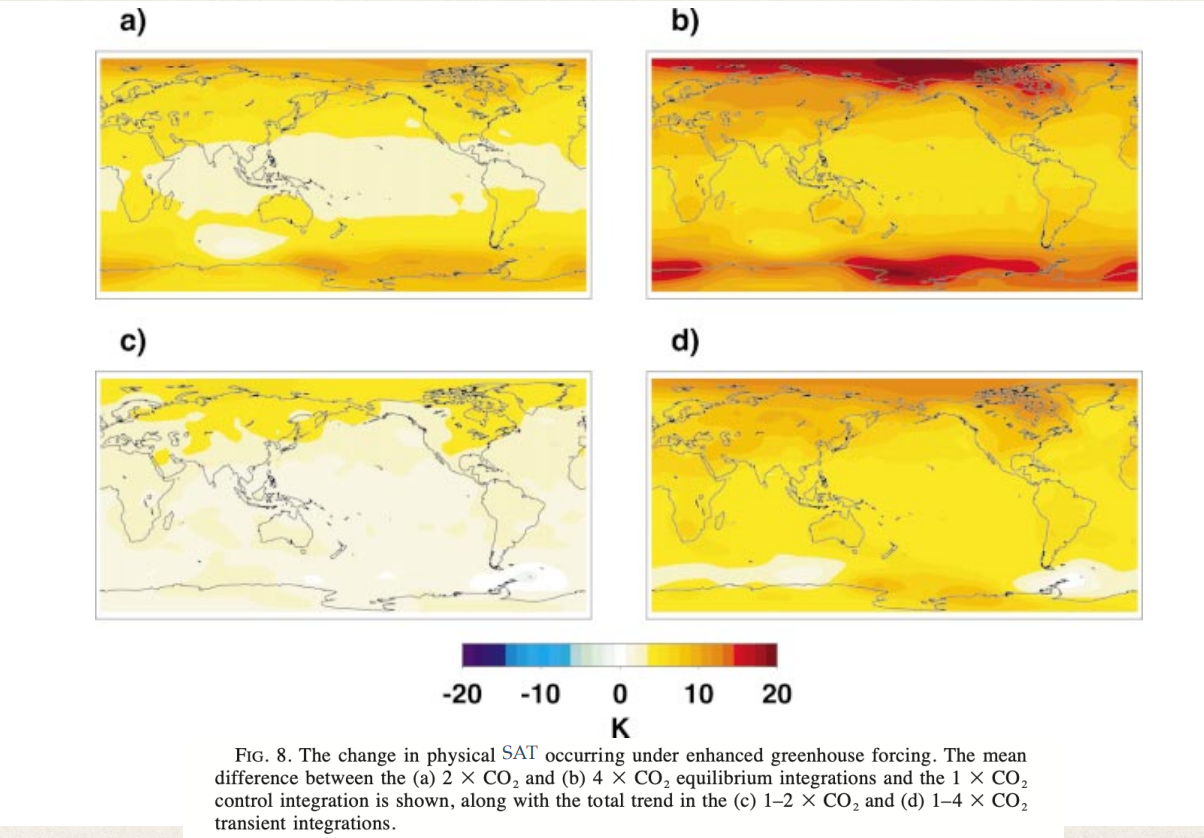 a)
b)
c)
d)
-20 -10 0 10 20
K
FIG. 8. The change in physical SAT occurring under enhanced greenhouse forcing. The mean
difference between the (a) 2 × CO₂ and (b) 4 × CO₂ equilibrium integrations and the 1 × CO₂
control integration is shown, along with the total trend in the (c) 1–2 × CO₂ and (d) 1–4 × CO₂
transient integrations.